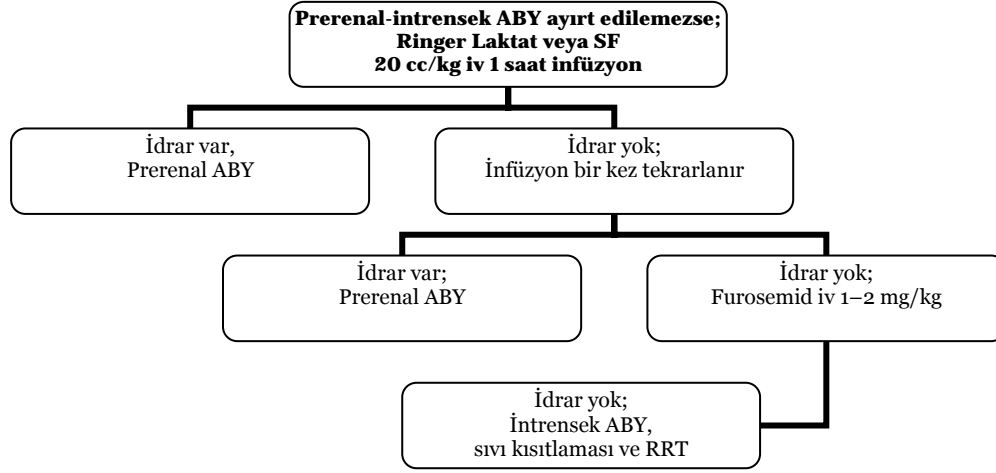 Prerenal-intrensek ABY ayırt edilemezse;
Ringer Laktat veya SF
20 cc/kg iv 1 saat infüzyon
İdrar var,
Prerenal ABY
İdrar yok;
İnfüzyon bir kez tekrarlanır
İdrar var;
Prerenal ABY
İdrar yok;
Furosemid iv 1–2 mg/kg
İdrar yok;
İntrensek ABY,
sıvı kısıtlaması ve RRT